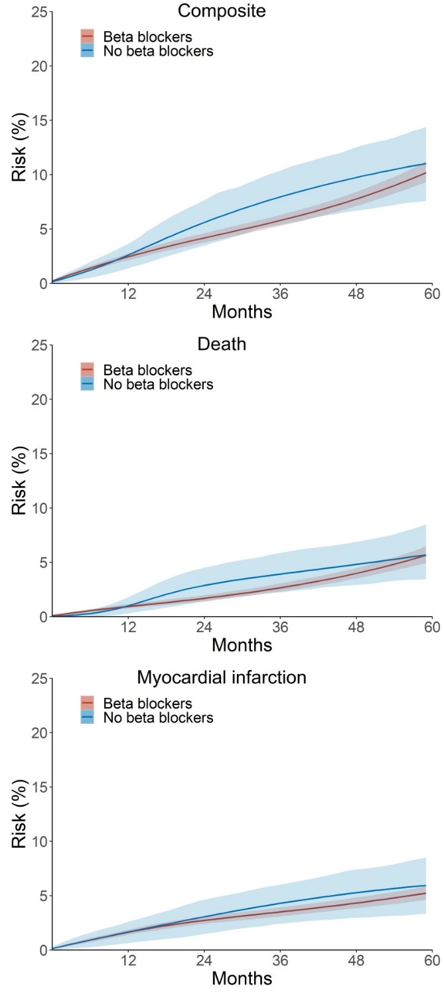 Composite
25
Beta blockers
No beta blockers
20
15
Risk (%)
10
5
0
12 24 36 48 60
Months
Death
25
Beta blockers
No beta blockers
20
15
Risk (%)
10
5
0
12 24 36 48 60
Months
Myocardial infarction
25
Beta blockers
No beta blockers
20
15
Risk (%)
10
5
0
12 24 36 48 60
Months